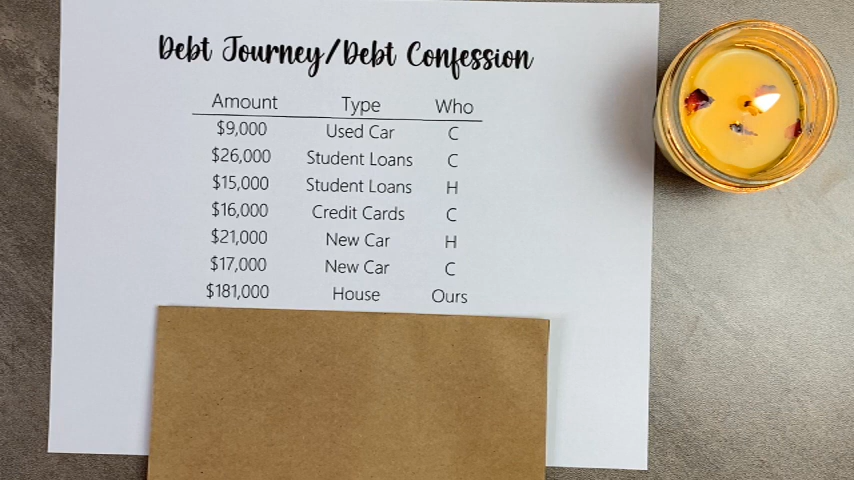 Debt Journey/Debt Confession
Amount Type Who
$9,000 Used Car C
$26,000 Student Loans C
$15,000 Student Loans H
$16,000 Credit Cards C
$21,000 New Car H
$17,000 New Car C
$181,000 House Ours